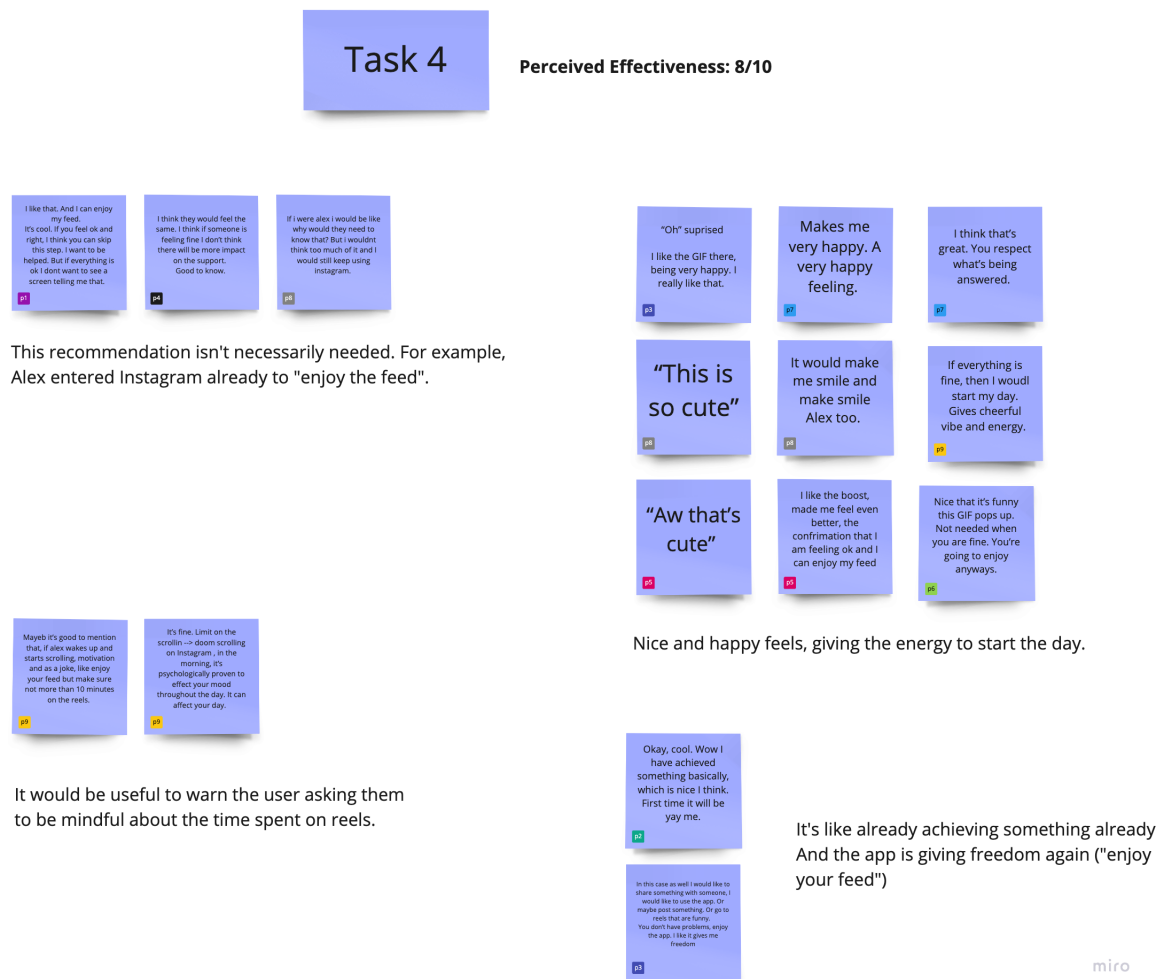 Task 4
Perceived Effectiveness: 8/10
I like that. And I can enjoy
my feed.
It's cool. If you feel ok and
right, I think you can skip
this step. I want to be
helped. But if everything is
ok I dont want to see a
screen telling me that.
p1
I think they would feel the
same. I think if someone is
feeling fine I don't think
there will be more impact
on the support.
Good to know.
p4
If i were alex i would be like
why would they need to
know that? But i wouldnt
think too much of it and I
would still keep using
instagram.
p8
This recommendation isn't necessarily needed. For example,
Alex entered Instagram already to "enjoy the feed".
“Oh” suprised
I like the GIF there,
being very happy. I
really like that.
p3
Makes me
very happy. A
very happy
feeling.
p7
I think that's
great. You respect
what's being
answered.
p7
“This is
so cute”
p8
It would make
me smile and
make smile
Alex too.
p8
If everything is
fine, then I woudl
start my day.
Gives cheerful
vibe and energy.
p9
“Aw that's
cute”
p5
I like the boost,
made me feel even
better, the
confrimation that I
am feeling ok and I
can enjoy my feed
p5
Nice that it's funny
this GIF pops up.
Not needed when
you are fine. You're
going to enjoy
anyways.
p6
Nice and happy feels, giving the energy to start the day.
Mayeb it's good to mention
that, if alex wakes up and
starts scrolling, motivation
and as a joke, like enjoy
your feed but make sure
not more than 10 minutes
on the reels.
p9
It's fine. Limit on the
scrollin --> doom scrolling
on Instagram , in the
morning, it's
psychologically proven to
effect your mood
throughout the day. It can
affect your day.
p9
It would be useful to warn the user asking them
to be mindful about the time spent on reels.
Okay, cool. Wow I
have achieved
something basically,
which is nice I think.
First time it will be
yay me.
p2
In this case as well I would like to
share something with someone, I
would like to use the app. Or
maybe post something. Or go to
reels that are funny.
You don't have problems, enjoy
the app. I like it gives me
freedom
p3
It's like already achieving something already
And the app is giving freedom again ("enjoy
your feed")
miro